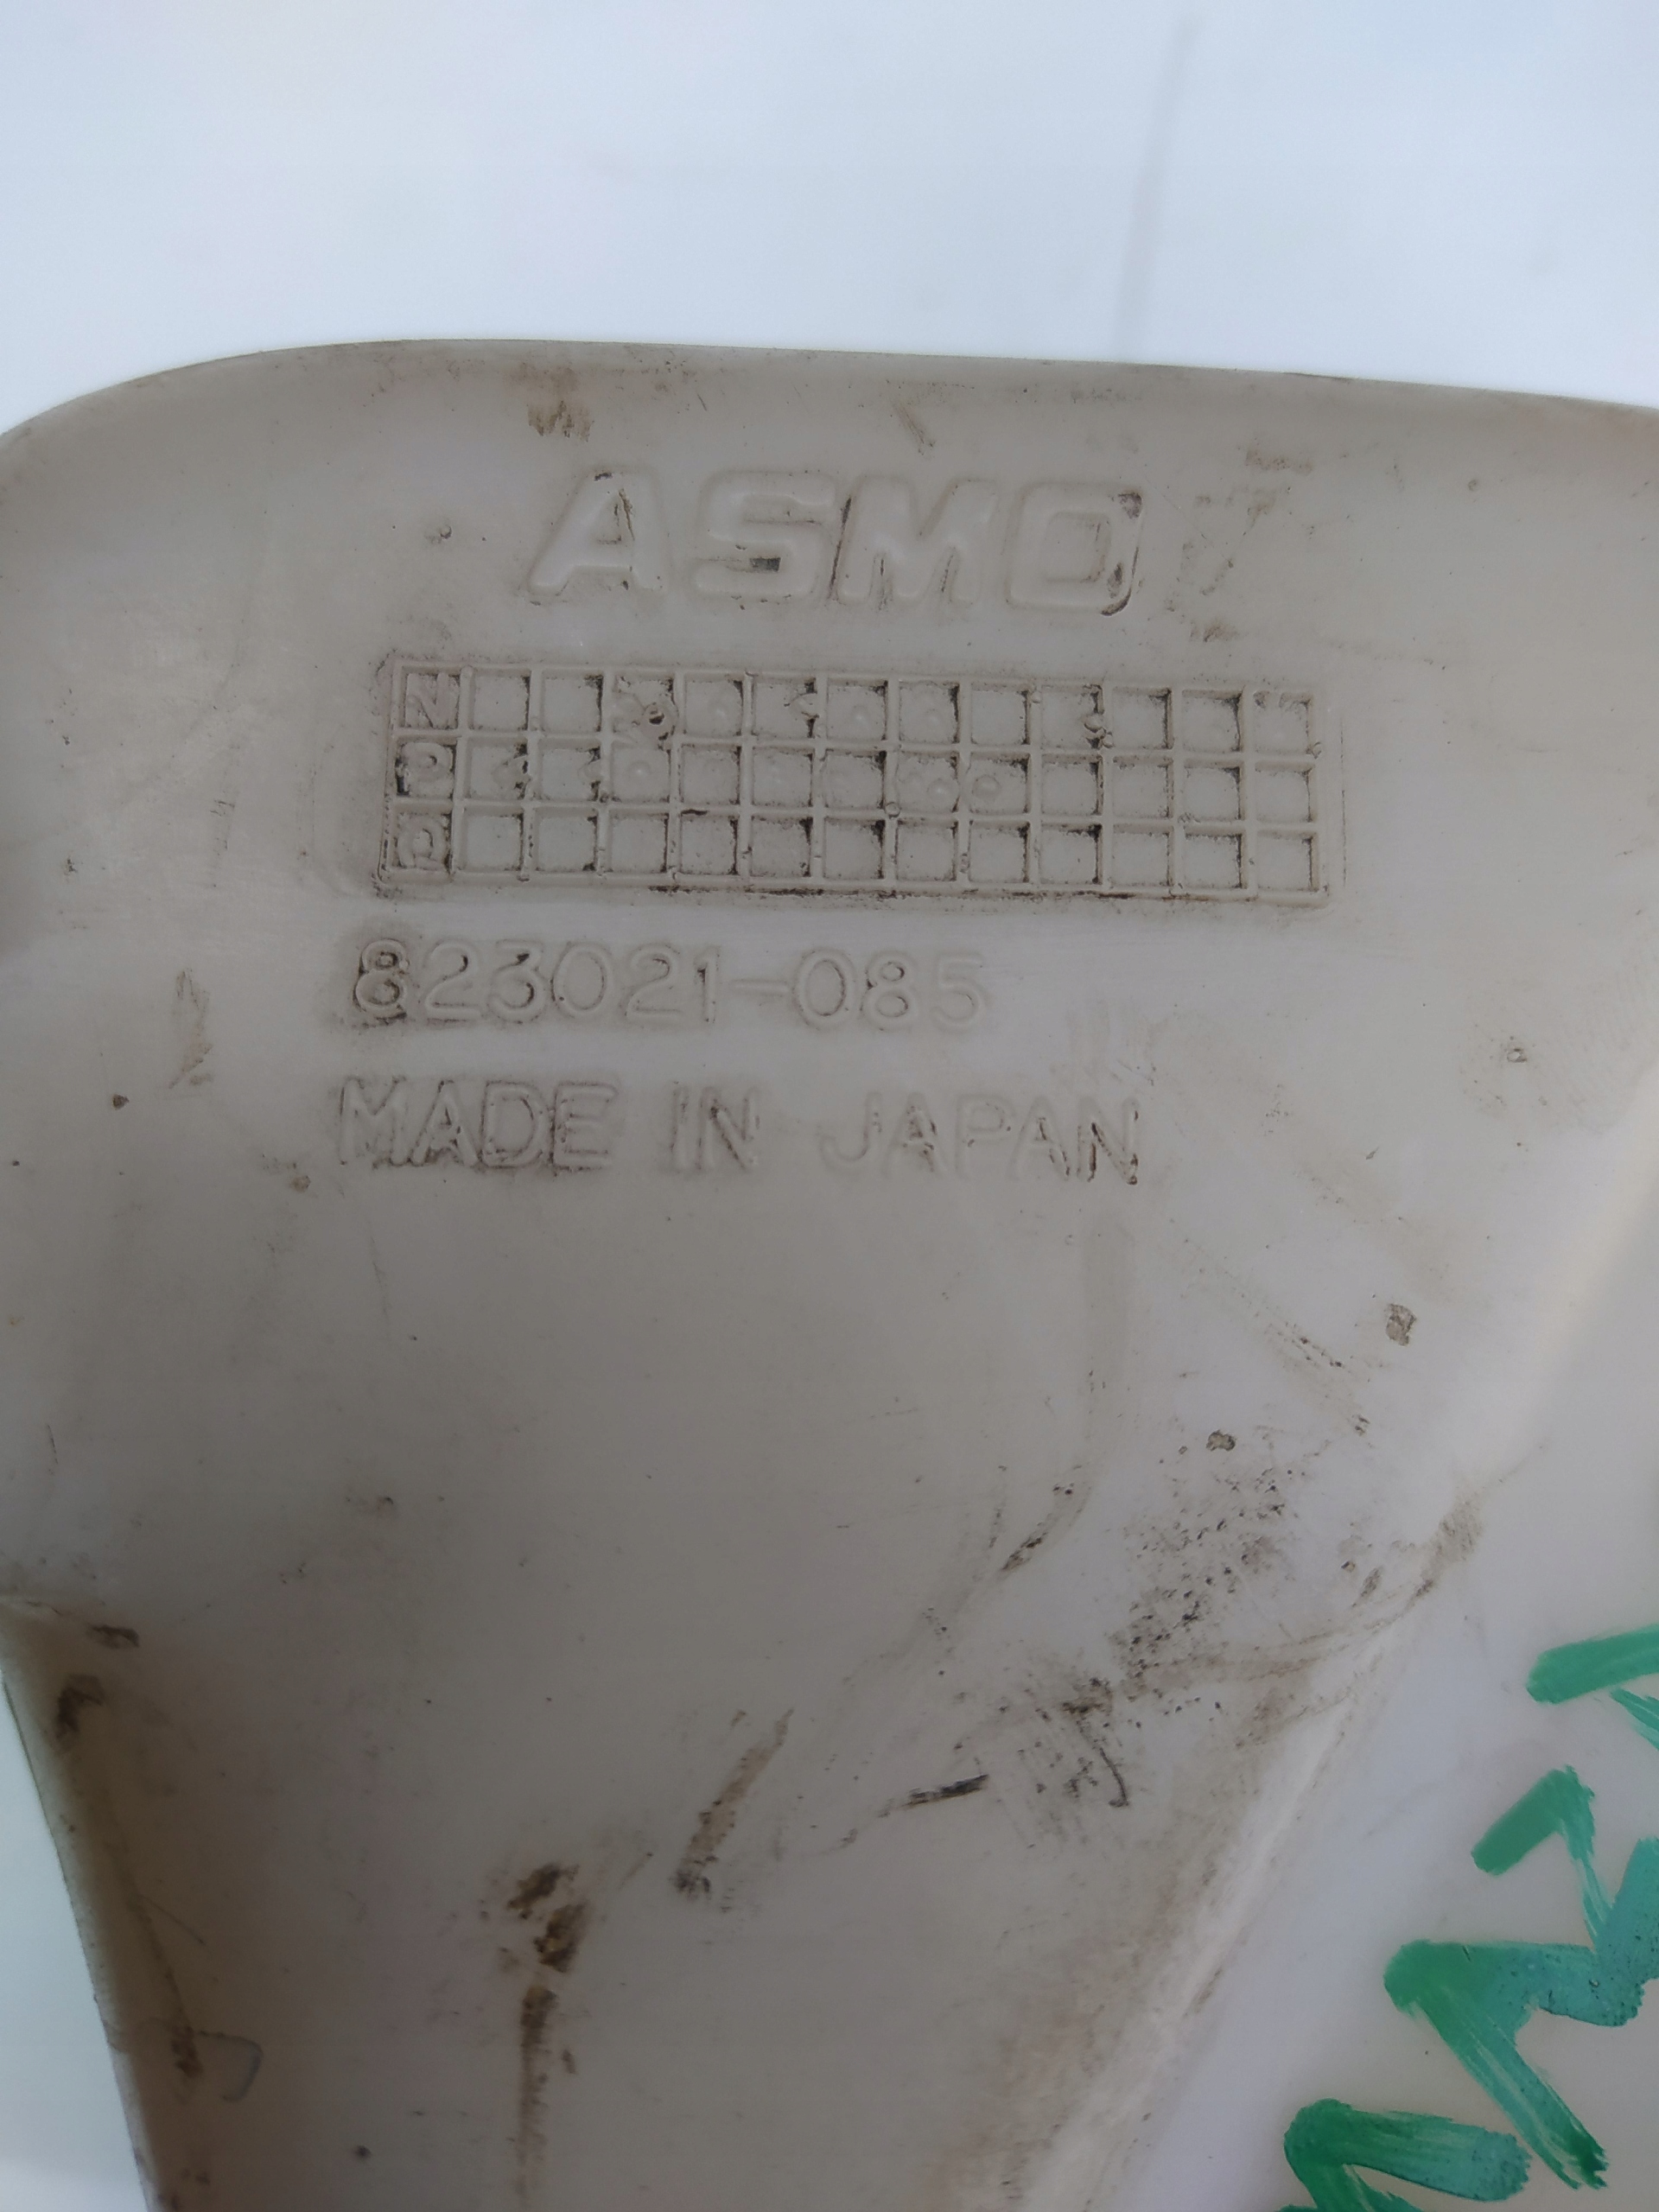 ASMO
N
P
D
823021-085
MADE IN JAPAN